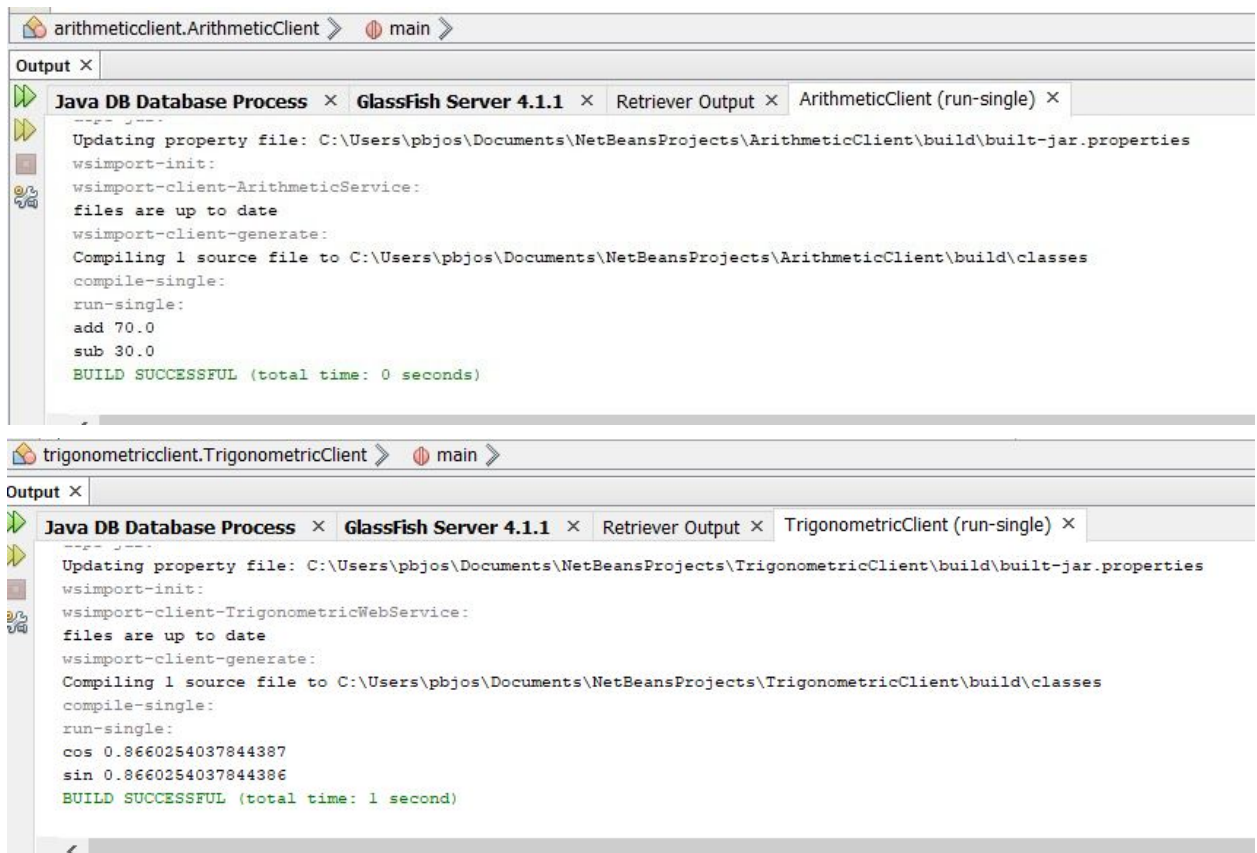 arithmeticclient.ArithmeticClient main
Output
Java DB Database Process GlassFish Server 4.1.1 Retriever Output ArithmeticClient (run-single)
Updating property file: C:\Users\pbjos\Documents\NetBeansProjects\ArithmeticClient\build\built-jar.properties
wsimport-init:
wsimport-client-ArithmeticService:
files are up to date
wsimport-client-generate:
Compiling 1 source file to C:\Users\pbjos\Documents\NetBeansProjects\ArithmeticClient\build\classes
compile-single:
run-single:
add 70.0
sub 30.0
BUILD SUCCESSFUL (total time: 0 seconds)
trigonometricclient.TrigonometricClient main
Output
Java DB Database Process GlassFish Server 4.1.1 Retriever Output TrigonometricClient (run-single)
Updating property file: C:\Users\pbjos\Documents\NetBeansProjects\TrigonometricClient\build\built-jar.properties
wsimport-init:
wsimport-client-TrigonometricWebService:
files are up to date
wsimport-client-generate:
Compiling 1 source file to C:\Users\pbjos\Documents\NetBeansProjects\TrigonometricClient\build\classes
compile-single:
run-single:
cos 0.8660254037844387
sin 0.8660254037844386
BUILD SUCCESSFUL (total time: 1 second)